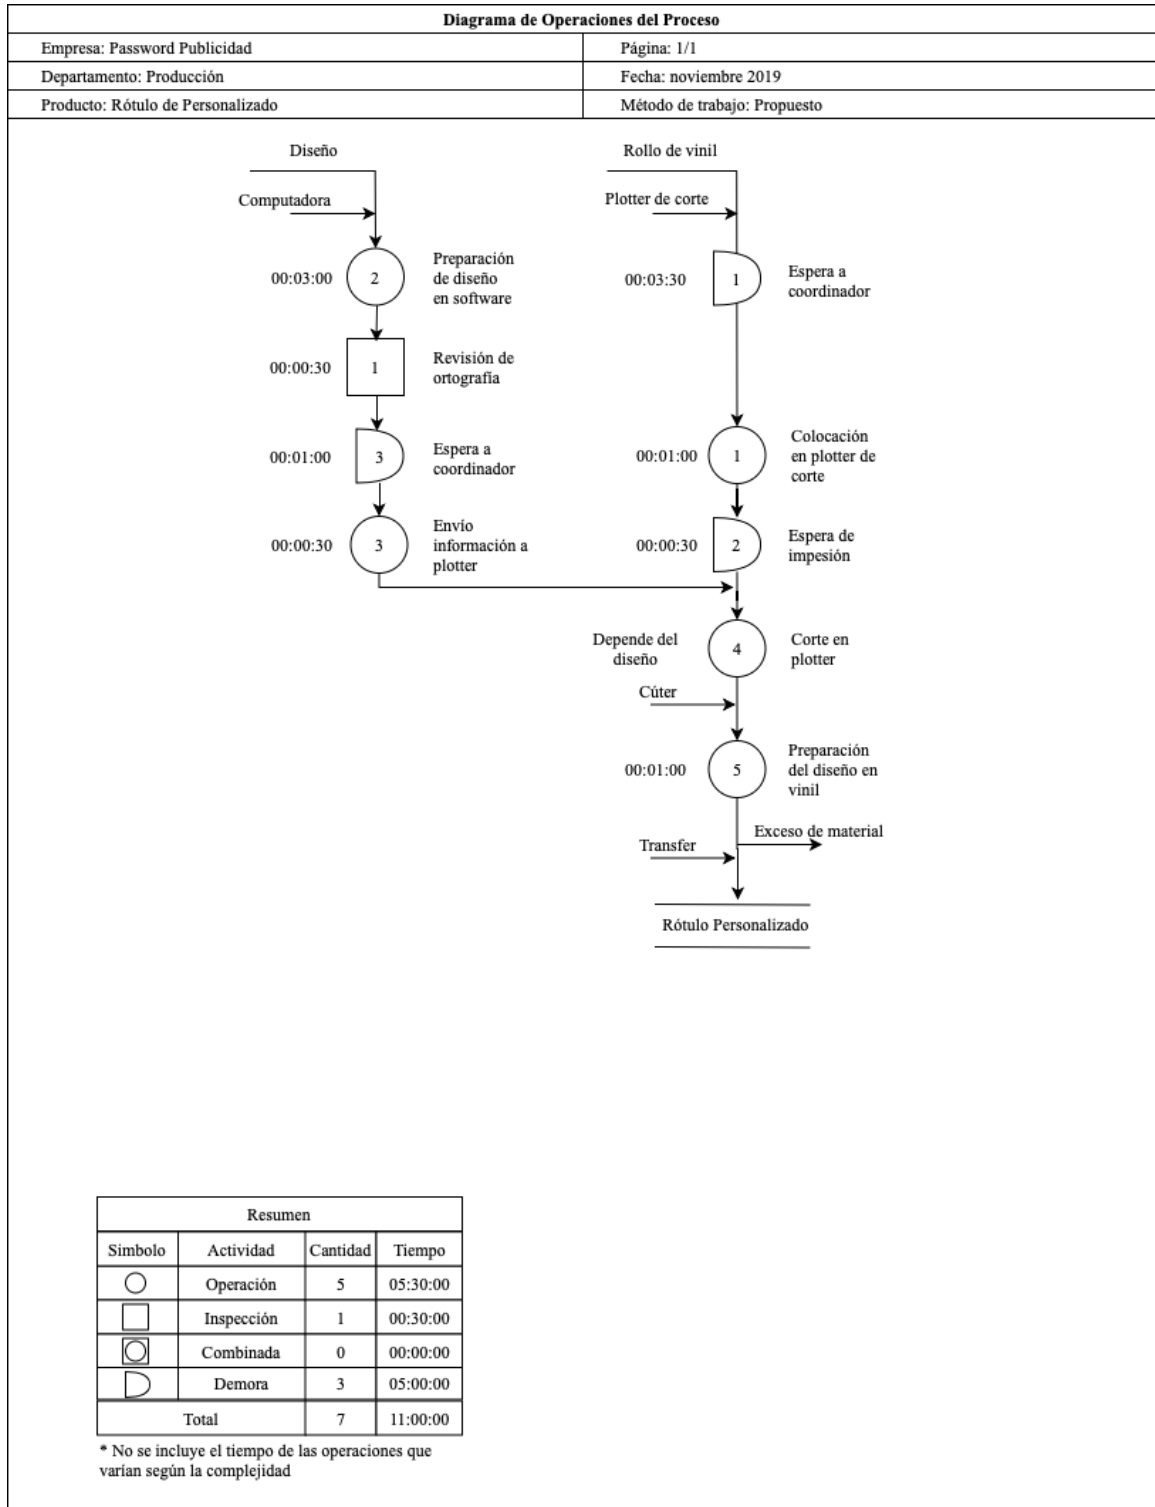 Diagrama de Operaciones del Proceso
Empresa: Password Publicidad
Página: 1/1
Departamento: Producción
Fecha: noviembre 2019
Producto: Rótulo de Personalizado
Método de trabajo: Propuesto
Diseño
Computadora
00:03:00
2
Preparación
de diseño
en software
00:00:30
1
Revisión de
ortografía
00:01:00
3
Espera a
coordinador
00:00:30
3
Envío
información a
plotter
Rollo de vinil
Plotter de corte
00:03:30
1
Espera a
coordinador
00:01:00
1
Colocación
en plotter de
corte
00:00:30
2
Espera de
impesión
Depende del
diseño
4
Corte en
plotter
Cúter
00:01:00
5
Preparación
del diseño en
vinil
Exceso de material
Transfer
Rótulo Personalizado
Resumen
Simbolo Actividad Cantidad Tiempo
Operación 5 05:30:00
Inspección 1 00:30:00
Combinada 0 00:00:00
Demora 3 05:00:00
Total 7 11:00:00
* No se incluye el tiempo de las operaciones que
varían según la complejidad